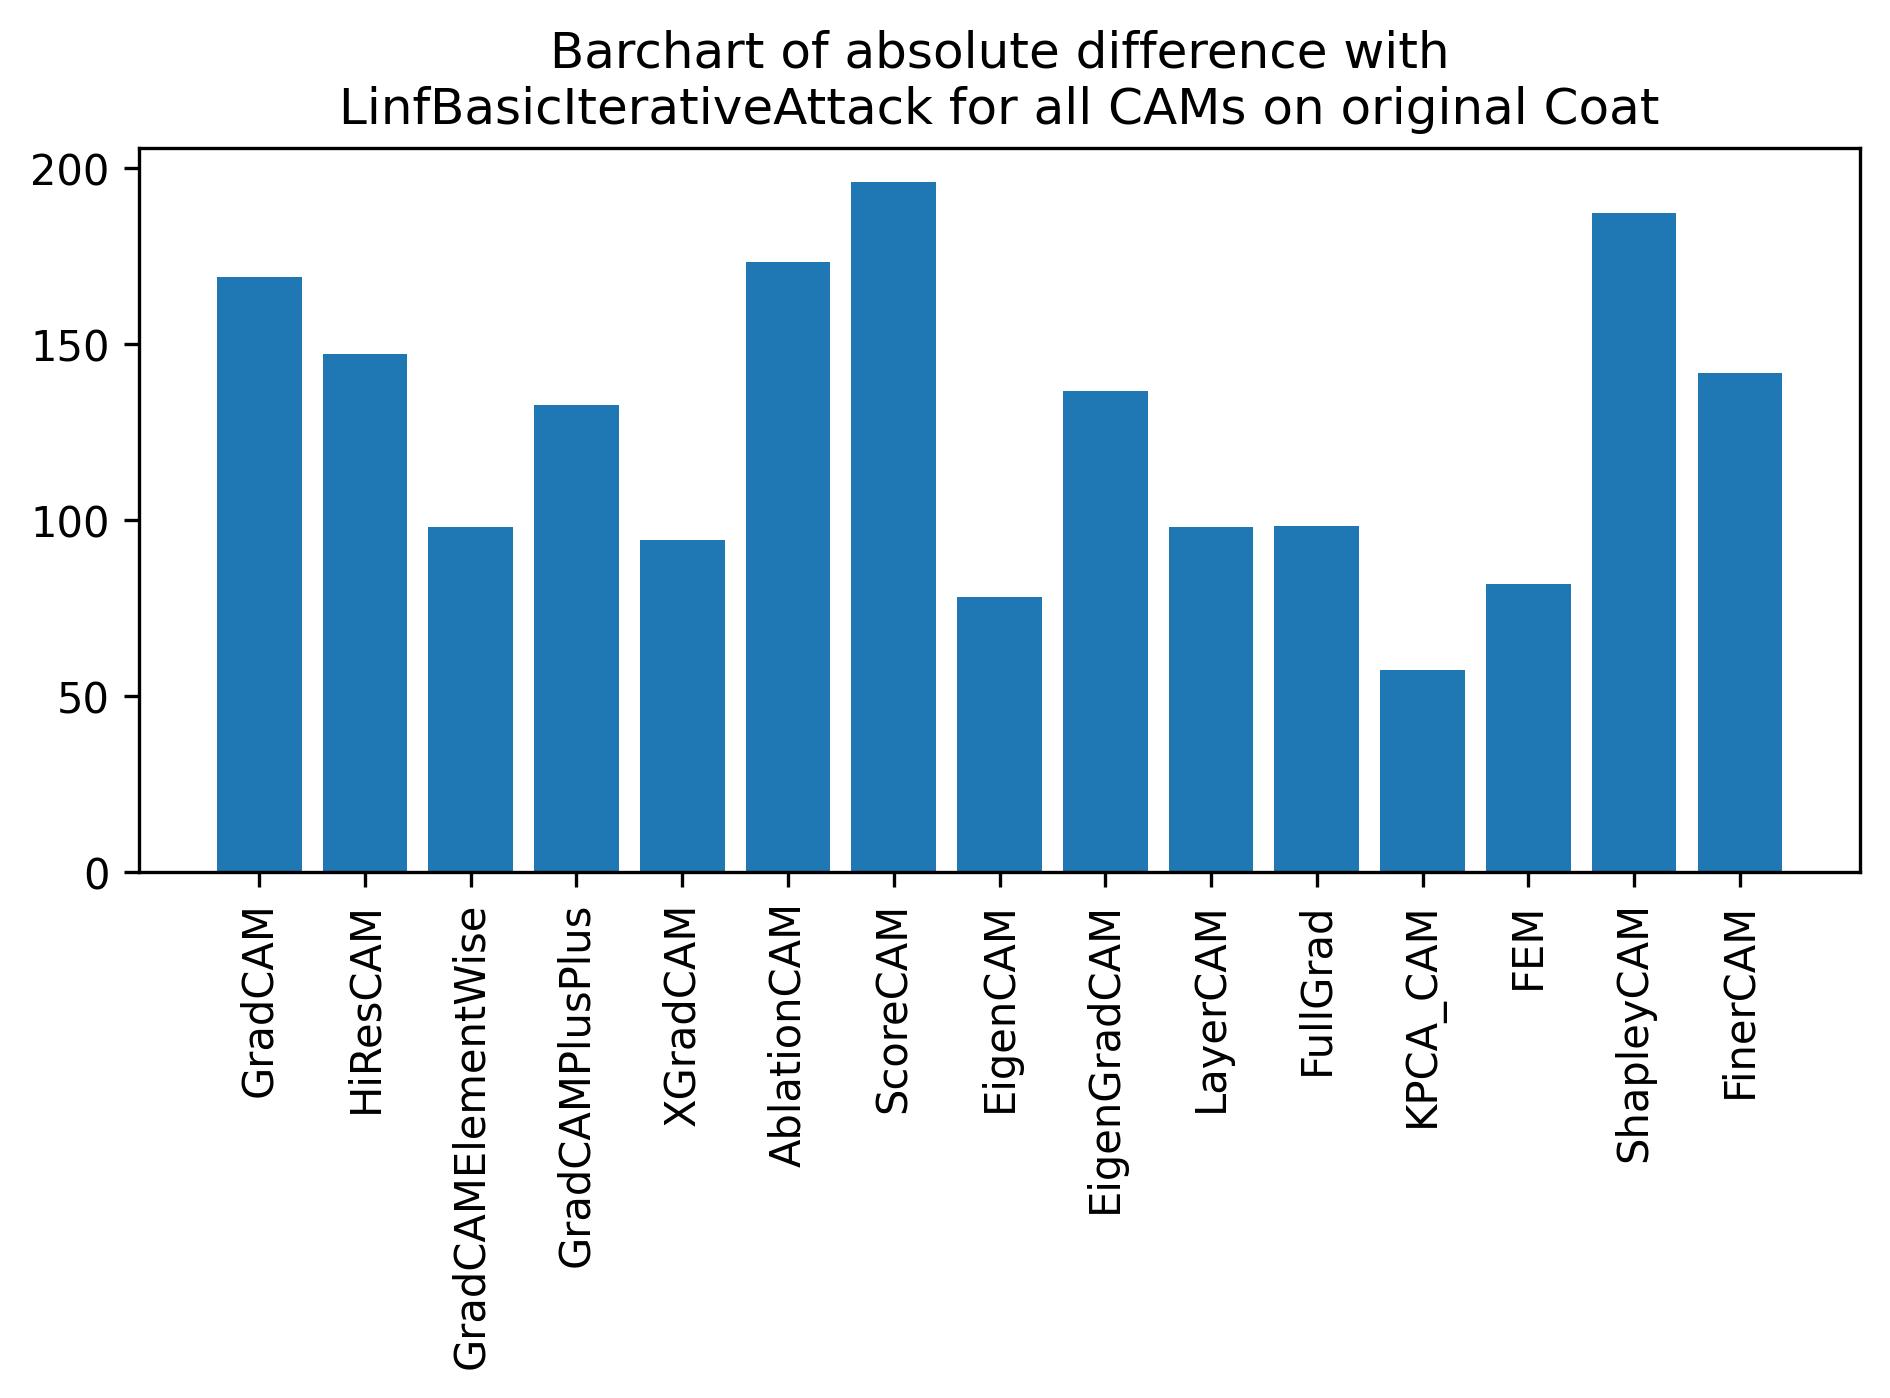 Barchart of absolute difference with
LinfBasicIterativeAttack for all CAMs on original Coat
200
150
100
50
0
GradCAM
HiResCAM
GradCAMElementWise
GradCAMPlusPlus
XGradCAM
AblationCAM
ScoreCAM
EigenCAM
EigenGradCAM
LayerCAM
FullGrad
KPCA_CAM
FEM
ShapleyCAM
FinerCAM